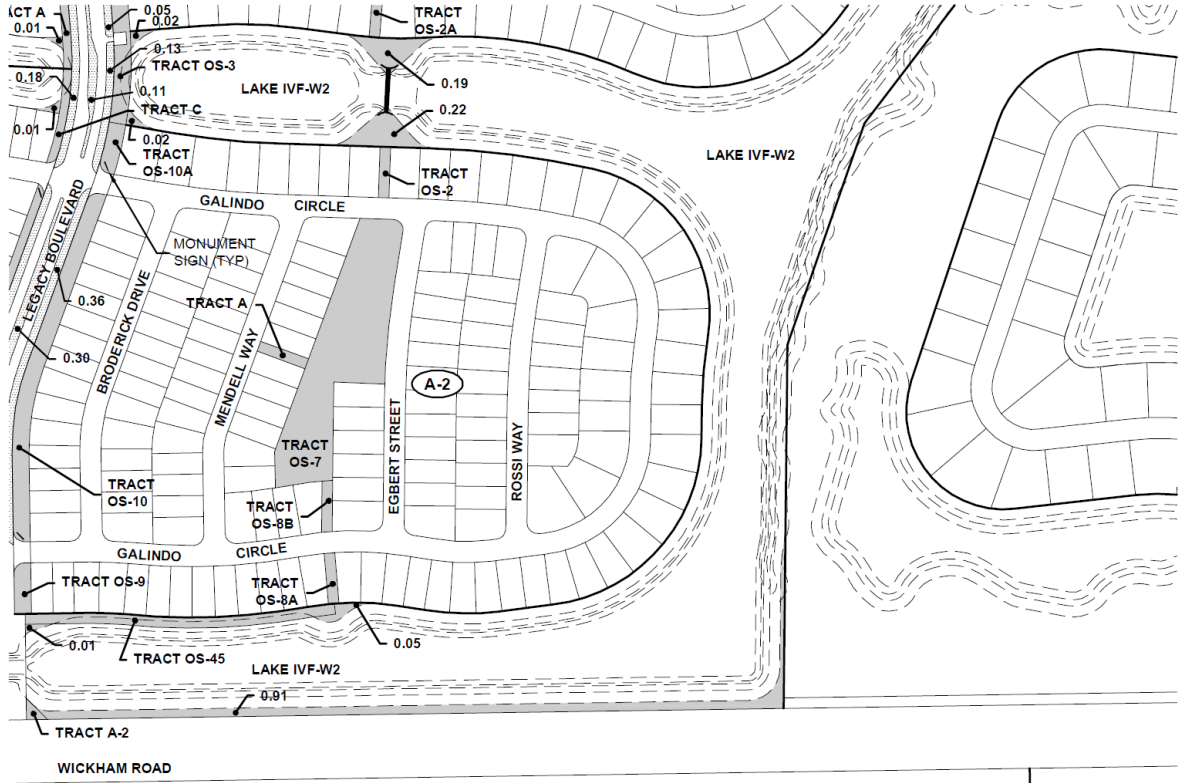 ACT A
0.01
0.05
0.02
TRACT
OS-2A
0.13
TRACT OS-3
0.18
0.11
LAKE IVF-W2
0.19
0.22
TRACT C
0.01
0.02
TRACT
OS-10A
TRACT
OS-2
LAKE IVF-W2
GALINDO CIRCLE
LEGACY BOULEVARD
MONUMENT
SIGN (TYP)
0.36
TRACT A
BRODERICK DRIVE
0.30
MENDELL WAY
A-2
EGBERT STREET
ROSSI WAY
TRACT
OS-7
TRACT
OS-10
TRACT
OS-8B
GALINDO CIRCLE
TRACT OS-9
TRACT
OS-8A
0.01
0.05
TRACT OS-45
LAKE IVF-W2
0.91
TRACT A-2
WICKHAM ROAD